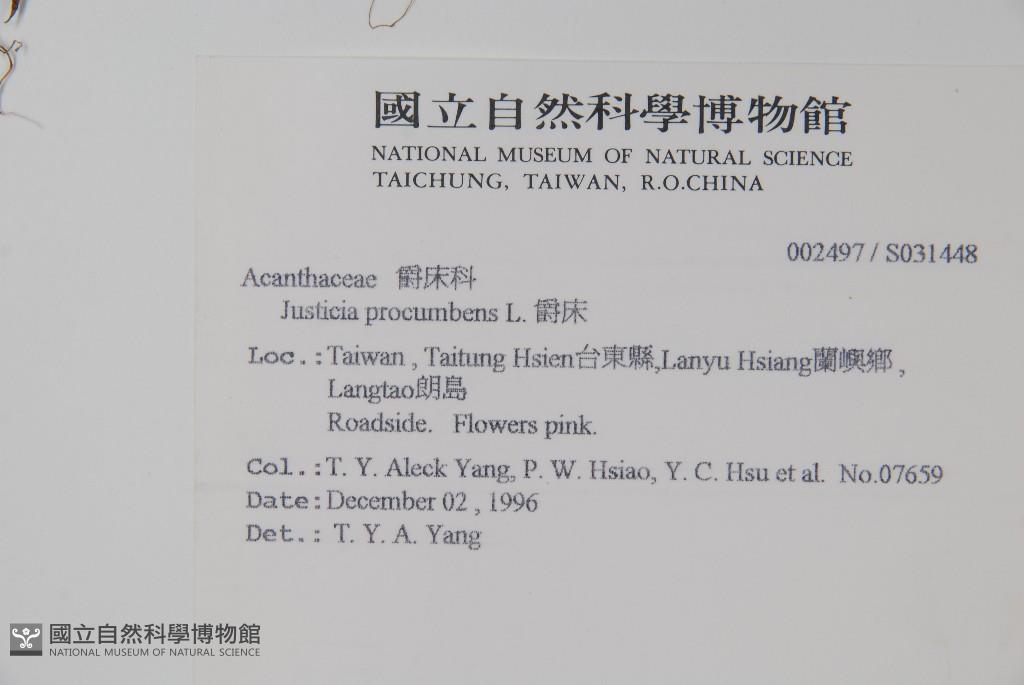 國立自然科學博物館
NATIONAL MUSEUM OF NATURAL SCIENCE
TAICHUNG, TAIWAN, R.O.CHINA
002497 / S031448
Acanthaceae 爵床科
Justicia procumbens L. 爵床
Loc.: Taiwan , Taitung Hsien台東縣,Lanyu Hsiang蘭嶼鄉 ,
Langtao朗島
Roadside. Flowers pink.
Col.: T. Y. Aleck Yang, P. W. Hsiao, Y. C. Hsu et al. No.07659
Date: December 02 , 1996
Det.: T. Y. A. Yang
國立自然科學博物館
NATIONAL MUSEUM OF NATURAL SCIENCE